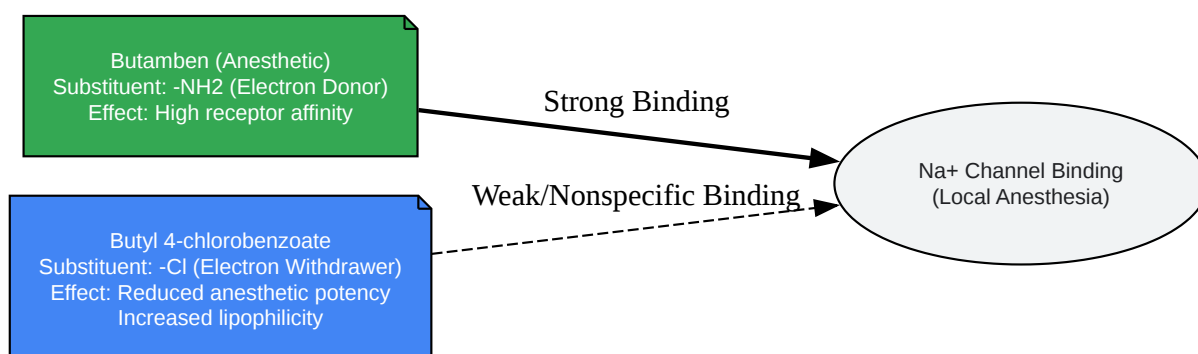 Butamben (Anesthetic)
Substituent: -NH2 (Electron Donor)
Effect: High receptor affinity
Strong Binding
Na+ Channel Binding
(Local Anesthesia)
Weak/Nonspecific Binding
Butyl 4-chlorobenzoate
Substituent: -Cl (Electron Withdrawer)
Effect: Reduced anesthetic potency
Increased lipophilicity